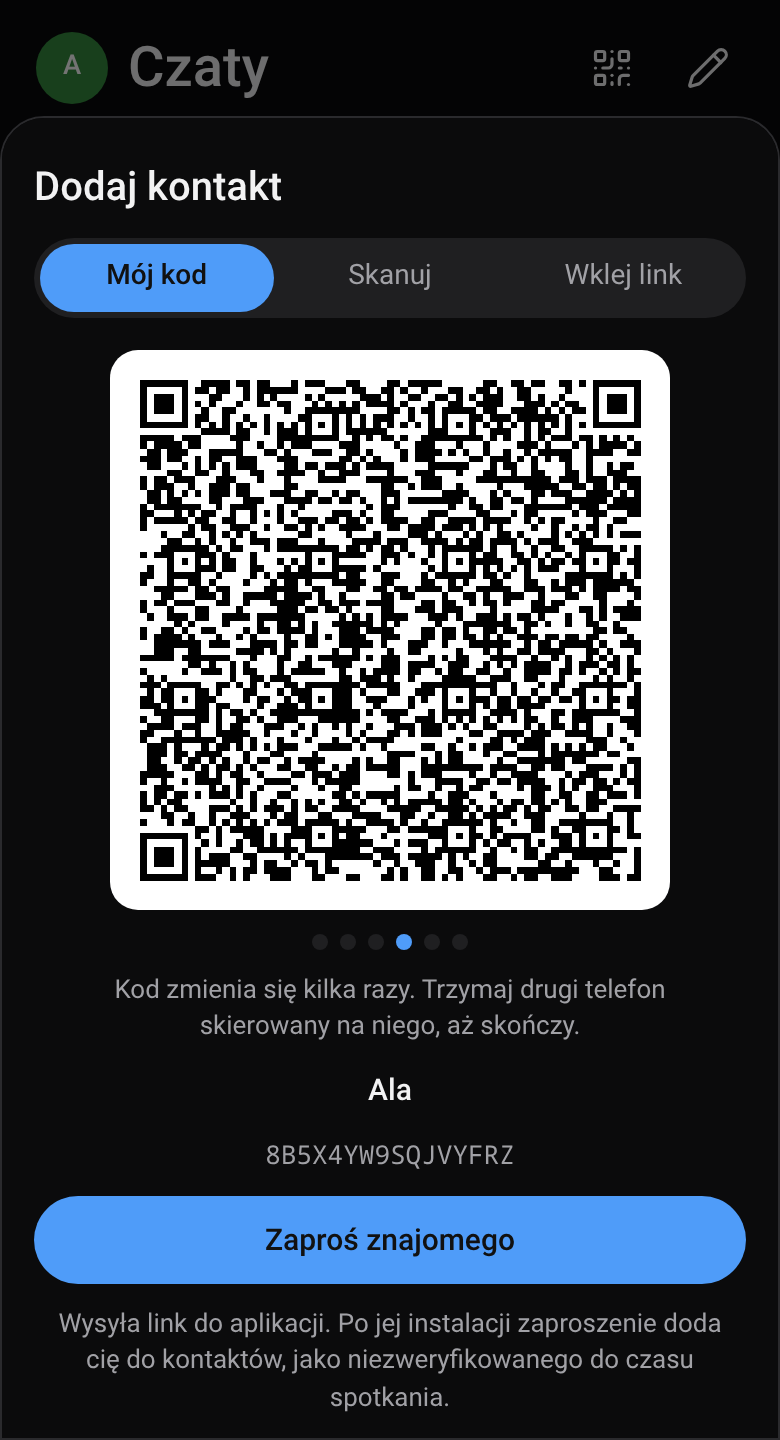 A
Czaty
Dodaj kontakt
Mój kod
Skanuj
Wklej link
Kod zmienia się kilka razy. Trzymaj drugi telefon
skierowany na niego, aż skończy.
Ala
8B5X4YW9SQJVYFRZ
Zaproś znajomego
Wysyła link do aplikacji. Po jej instalacji zaproszenie doda
cię do kontaktów, jako niezweryfikowanego do czasu
spotkania.